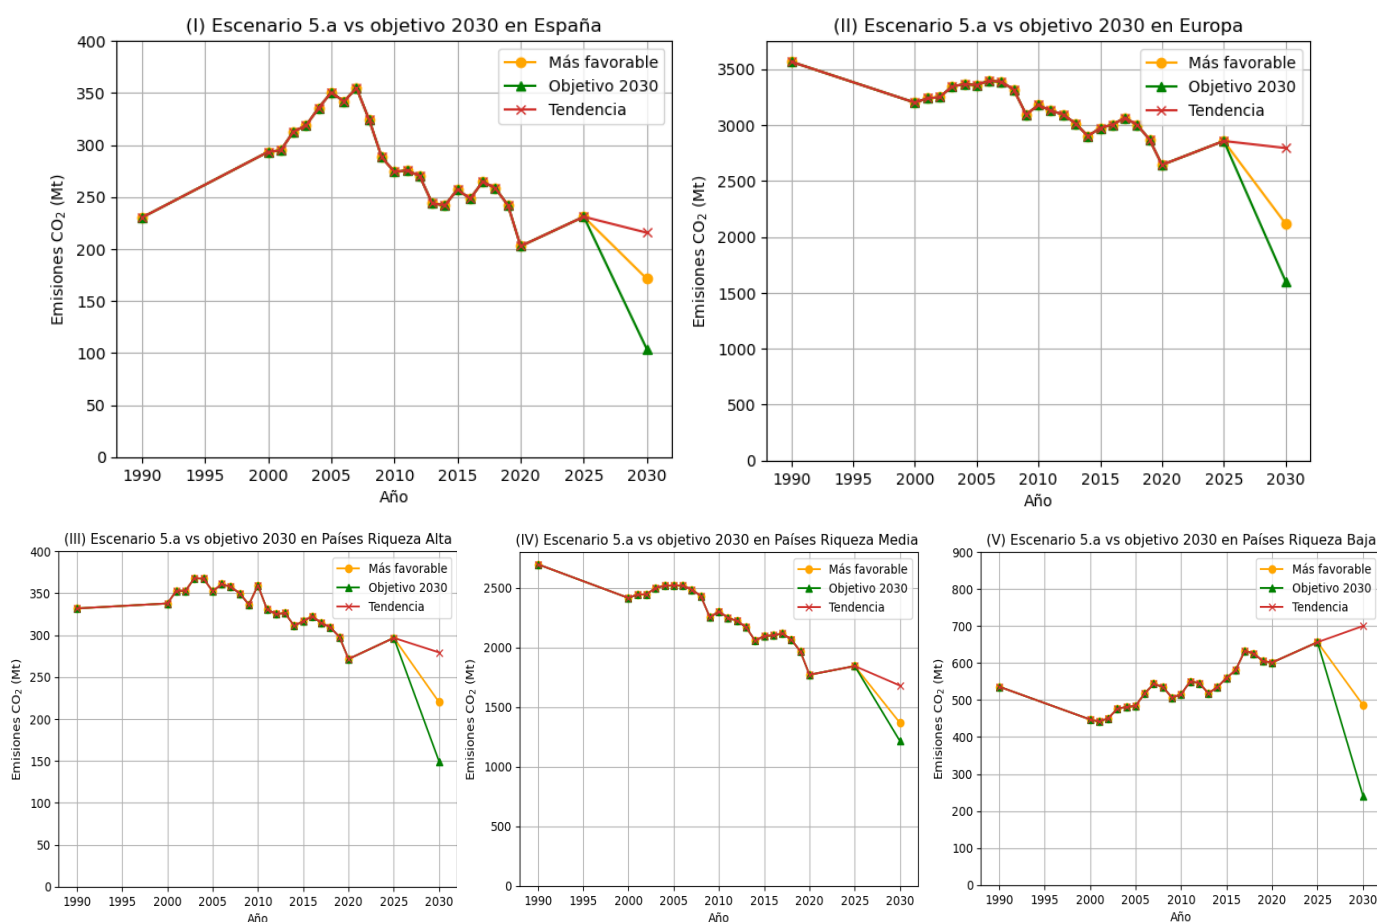 (I) Escenario 5.a vs objetivo 2030 en España
400
350
300
250
200
150
100
50
0
Emisiones CO₂ (Mt)
1990 1995 2000 2005 2010 2015 2020 2025 2030
Año
Más favorable
Objetivo 2030
Tendencia
(II) Escenario 5.a vs objetivo 2030 en Europa
3500
3000
2500
2000
1500
1000
500
0
Emisiones CO₂ (Mt)
1990 1995 2000 2005 2010 2015 2020 2025 2030
Año
Más favorable
Objetivo 2030
Tendencia
(III) Escenario 5.a vs objetivo 2030 en Países Riqueza Alta
400
350
300
250
200
150
100
50
0
Emisiones CO₂ (Mt)
1990 1995 2000 2005 2010 2015 2020 2025 2030
Año
Más favorable
Objetivo 2030
Tendencia
(IV) Escenario 5.a vs objetivo 2030 en Países Riqueza Media
2500
2000
1500
1000
500
0
Emisiones CO₂ (Mt)
1990 1995 2000 2005 2010 2015 2020 2025 2030
Año
Más favorable
Objetivo 2030
Tendencia
(V) Escenario 5.a vs objetivo 2030 en Países Riqueza Baja
900
800
700
600
500
400
300
200
100
0
Emisiones CO₂ (Mt)
1990 1995 2000 2005 2010 2015 2020 2025 2030
Año
Más favorable
Objetivo 2030
Tendencia